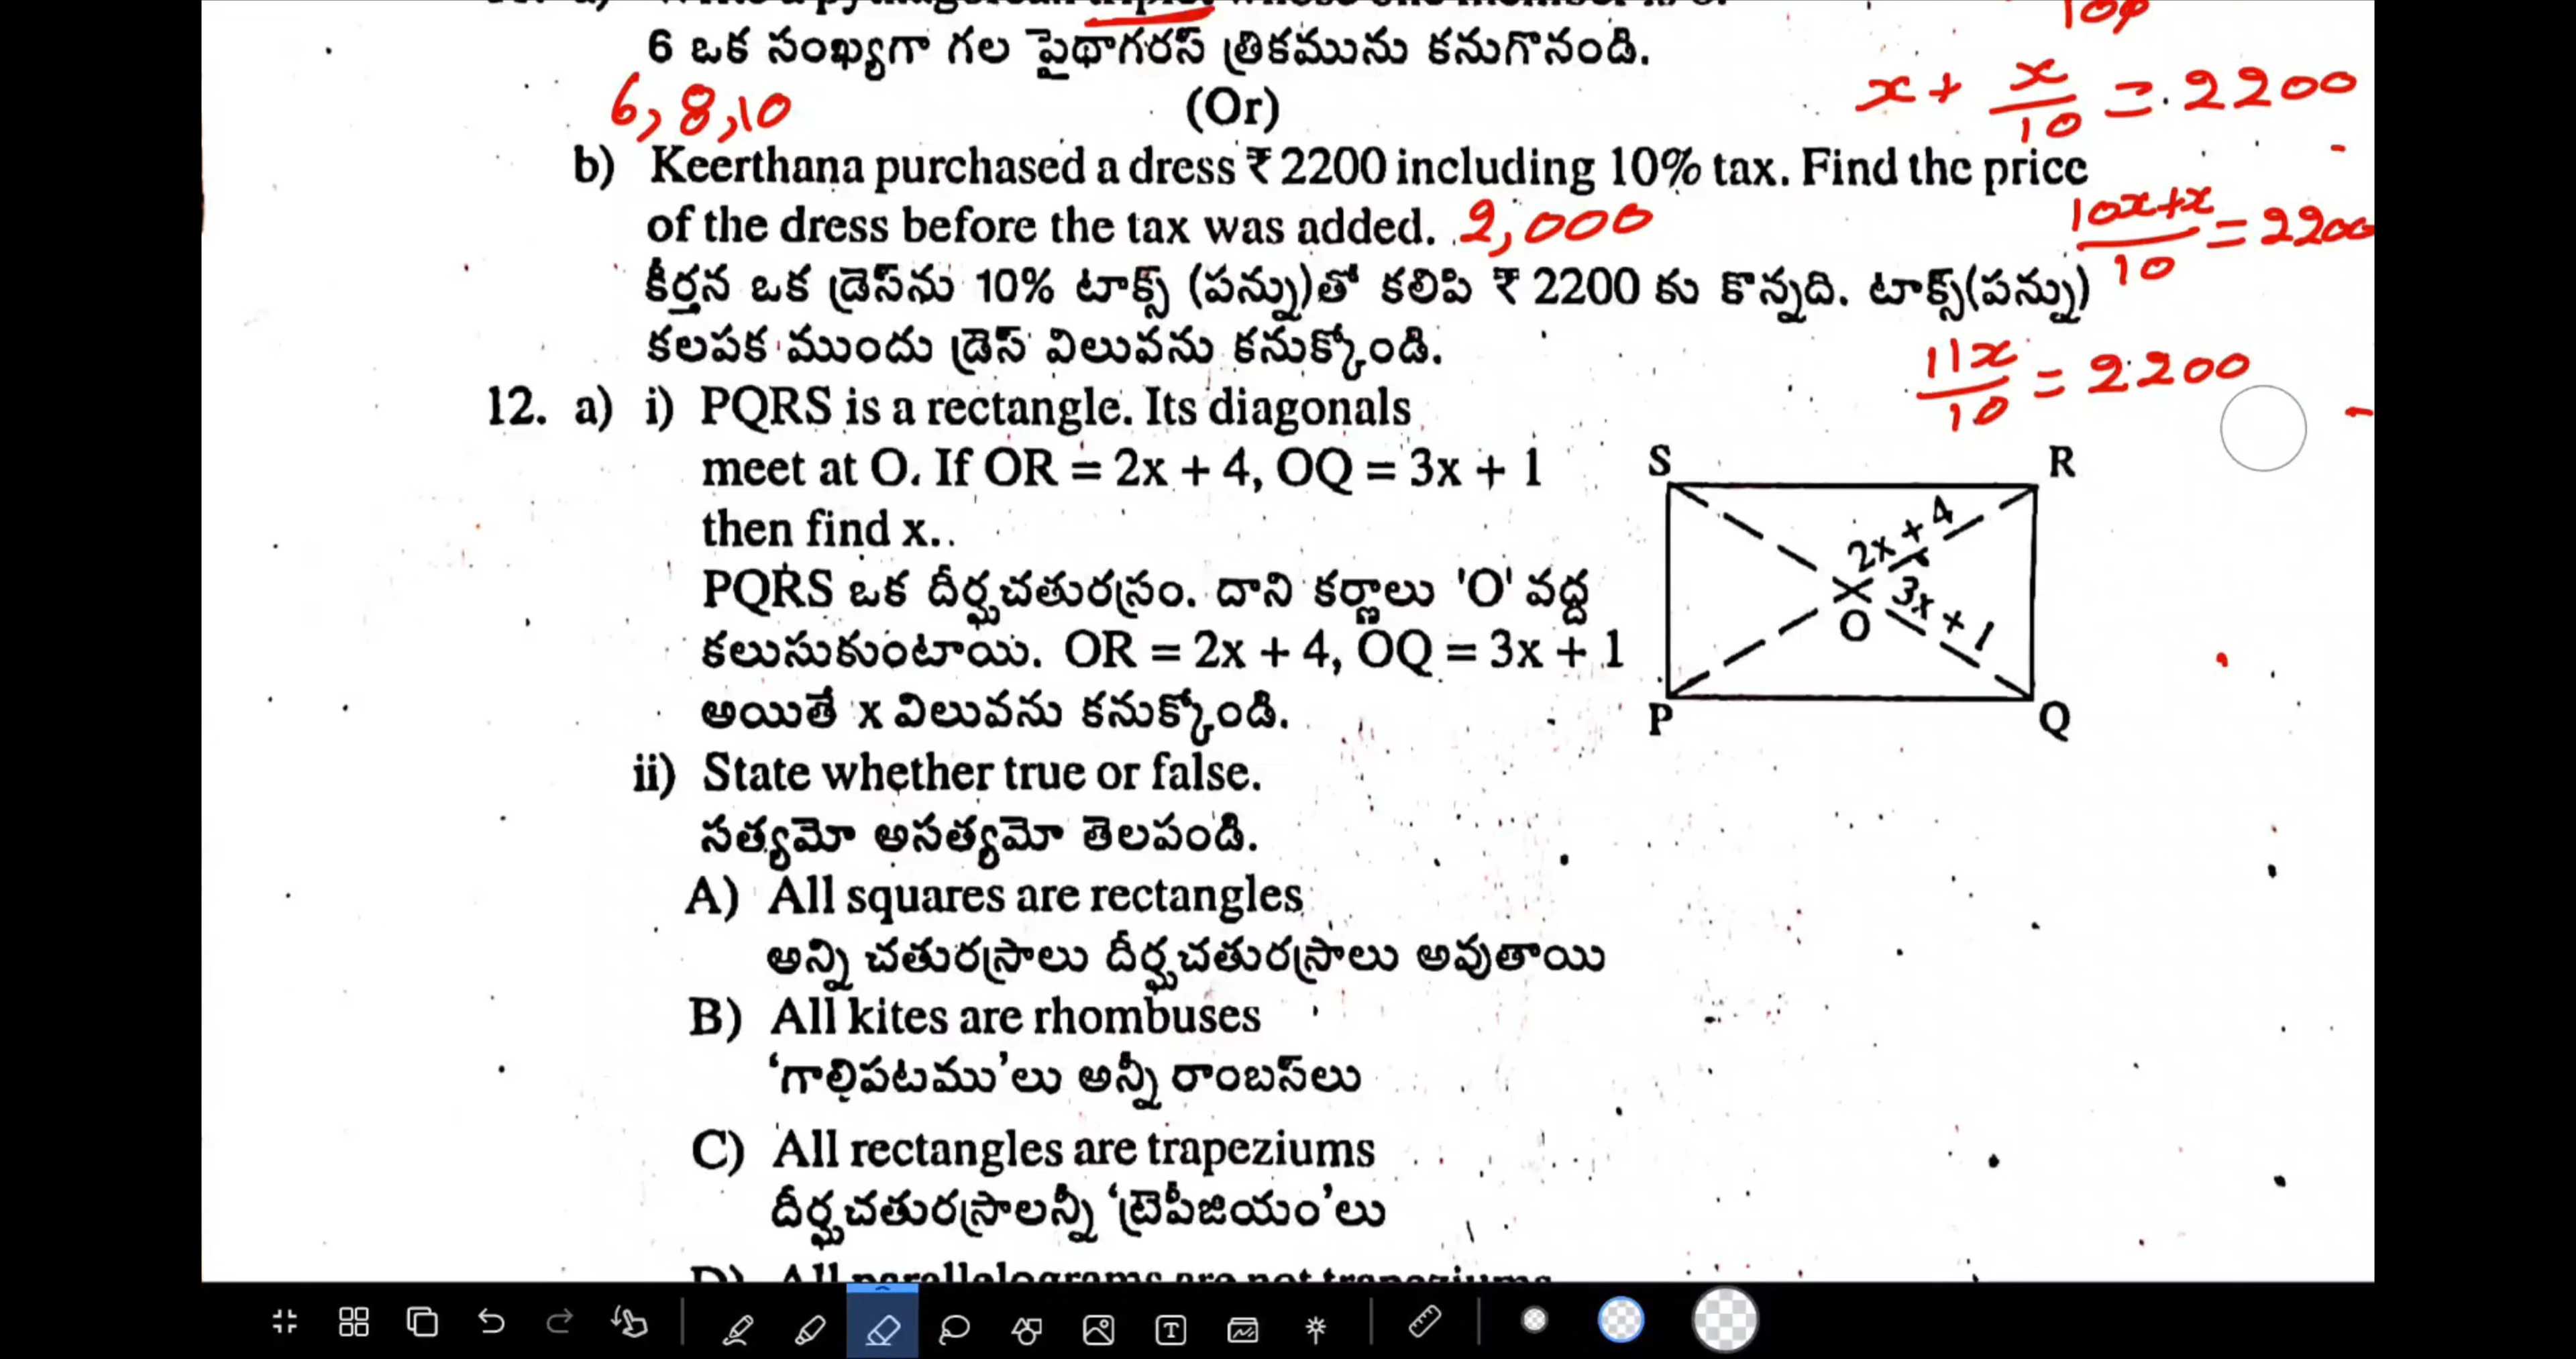 6 ఒక సంఖ్యగా గల పైథాగరస్ త్రికమును కనుగొనండి.
6, 8, 10
(Or)
x + x/10 = 2200
b) Keerthana purchased a dress ₹ 2200 including 10% tax. Find the price
of the dress before the tax was added. 2,000
10x+x/10 = 2200
కీర్తన ఒక డ్రెస్‌ను 10% టాక్స్ (పన్ను)తో కలిపి ₹ 2200 కు కొన్నది. టాక్స్(పన్ను)
కలపక ముందు డ్రెస్ విలువను కనుక్కోండి.
11x/10 = 2200
12. a) i) PQRS is a rectangle. Its diagonals
meet at O. If OR = 2x + 4, OQ = 3x + 1
then find x..
PQRS ఒక దీర్ఘచతురస్రం. దాని కర్ణాలు 'O' వద్ద
కలుసుకుంటాయి. OR = 2x + 4, OQ = 3x + 1
అయితే x విలువను కనుక్కోండి.
S R
2x + 4
3x + 1
O
P Q
ii) State whether true or false.
సత్యమో అసత్యమో తెలపండి.
A) All squares are rectangles
అన్ని చతురస్రాలు దీర్ఘచతురస్రాలు అవుతాయి
B) All kites are rhombuses
‘గాలిపటము’లు అన్నీ రాంబస్‌లు
C) All rectangles are trapeziums
దీర్ఘచతురస్రాలన్నీ ‘ట్రెపీజియం’లు
D) All parallelograms are not trapeziums